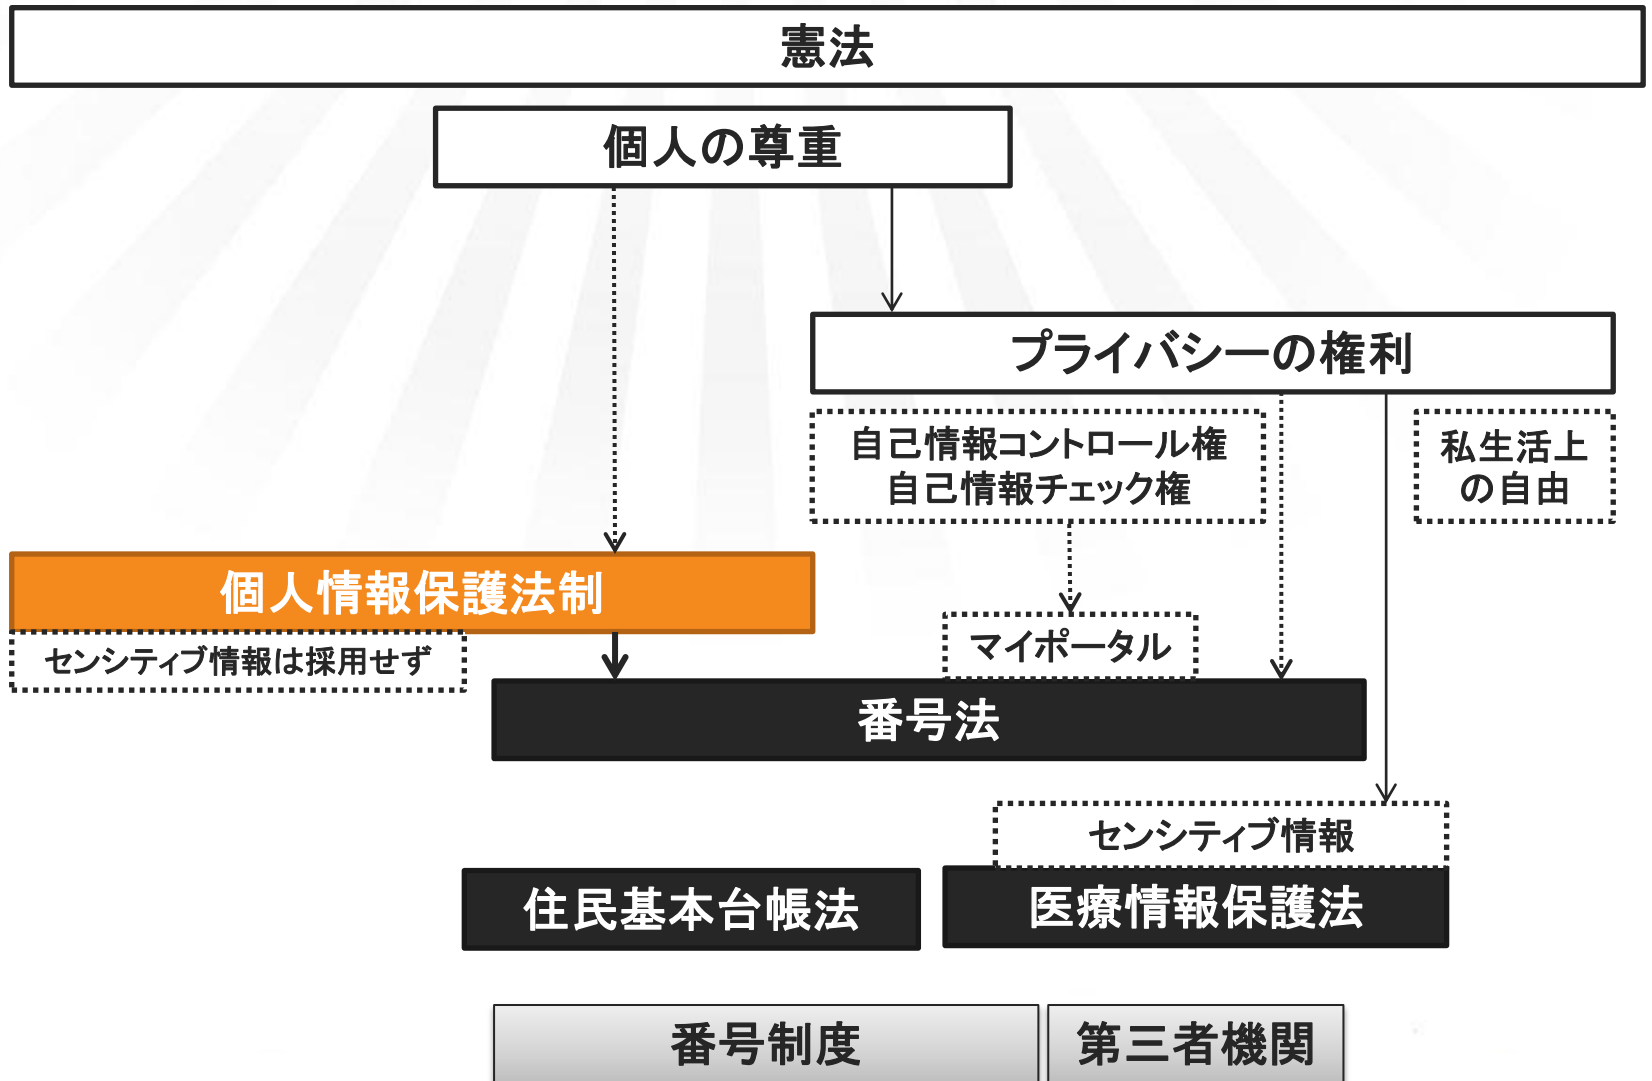 憲法
個人の尊重
プライバシーの権利
自己情報コントロール権
自己情報チェック権
私生活上
の自由
個人情報保護法制
センシティブ情報は採用せず
マイポータル
番号法
センシティブ情報
住民基本台帳法
医療情報保護法
番号制度
第三者機関